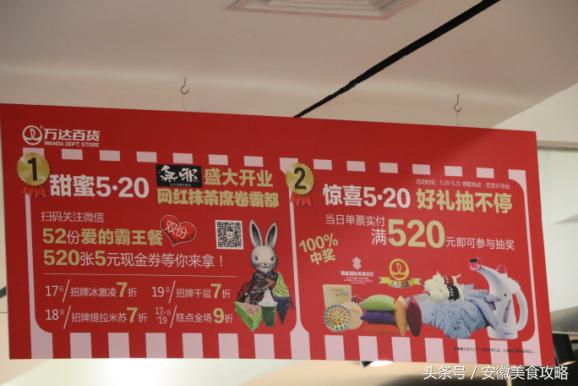 万达百货
WANDA DEPT. STORE
1
甜蜜5·20
無邪
盛大开业
网红抹茶席卷霸都
扫码关注微信
52份爱的霸王餐
520张5元现金券等你来拿！
17日/招牌冰激凌7折
19日/招牌千层7折
18日/招牌提拉米苏7折
17日-19日/糕点全场9折
2
惊喜5·20 好礼抽不停
当日单票实付
满520元即可参与抽奖
100%
中奖
头条号／安徽美食攻略